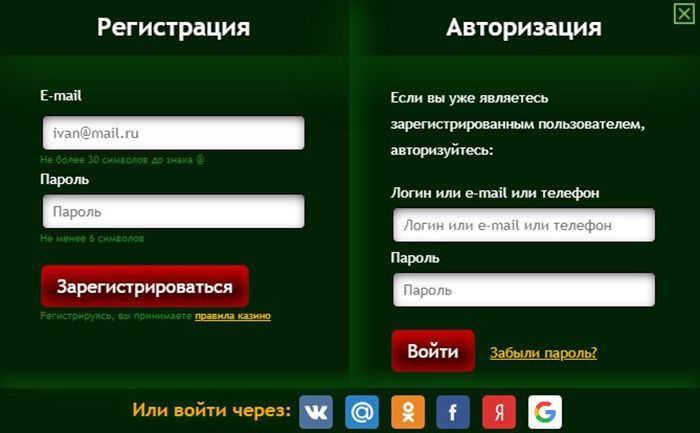 Регистрация
E-mail
ivan@mail.ru
Не более 30 символов до знака @
Пароль
Пароль
Не менее 6 символов
Зарегистрироваться
Регистрируясь, вы принимаете правила казино
Авторизация
Если вы уже являетесь
зарегистрированным пользователем,
авторизуйтесь:
Логин или e-mail или телефон
Логин или e-mail или телефон
Пароль
Пароль
Войти
Забыли пароль?
Или войти через: